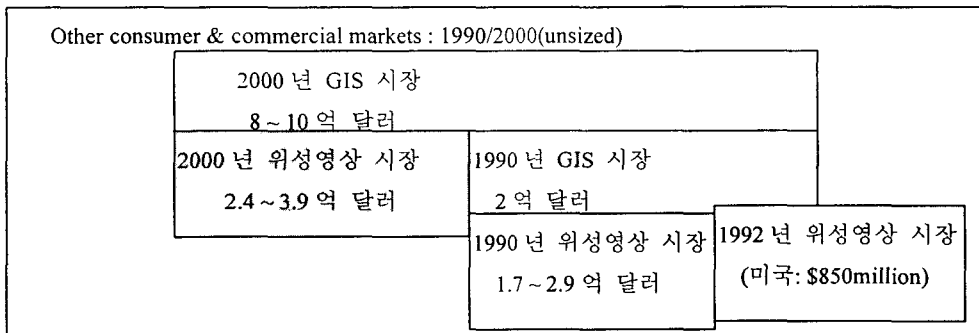 Other consumer & commercial markets : 1990/2000(unsized)
2000 년 GIS 시장
8 ~ 10 억 달러
2000 년 위성영상 시장
2.4 ~ 3.9 억 달러
1990 년 GIS 시장
2 억 달러
1990 년 위성영상 시장
1.7 ~ 2.9 억 달러
1992 년 위성영상 시장
(미국: $850million)